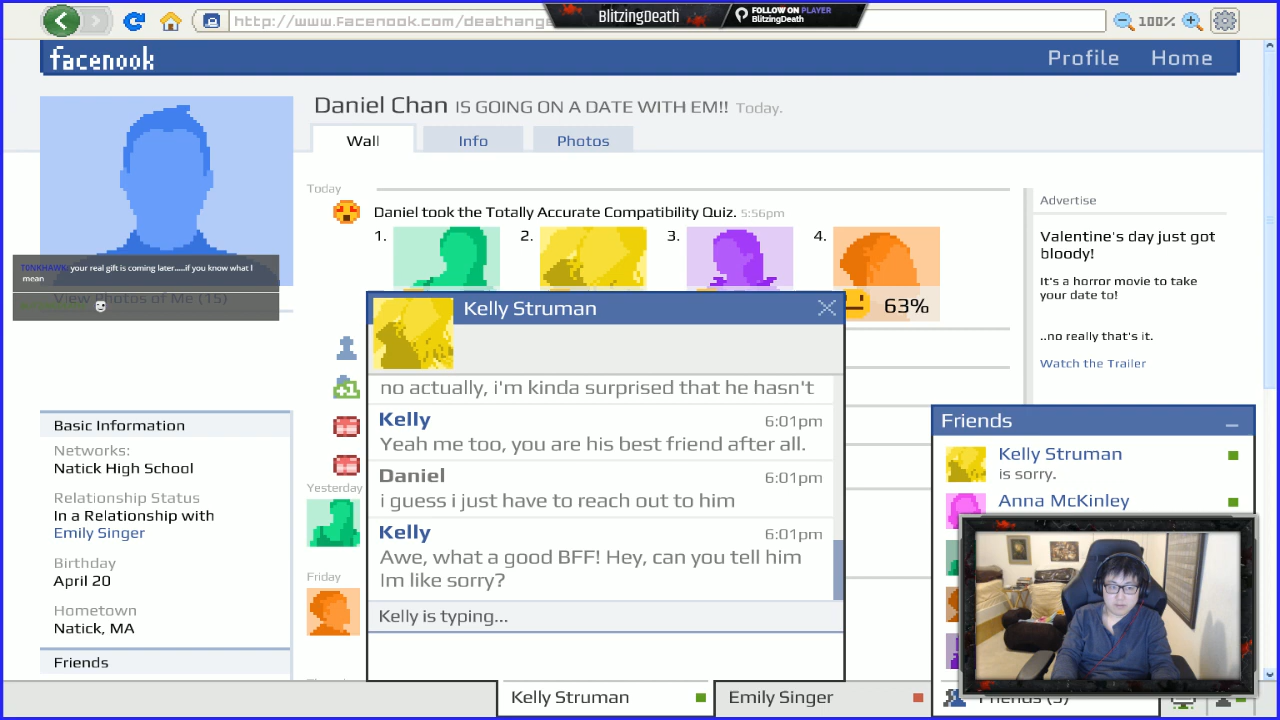 http://www.facenook.com/deathange
BlitzingDeath
FOLLOW ON PLAYER
BlitzingDeath
100%
facenook
Profile
Home
Daniel Chan IS GOING ON A DATE WITH EM!! Today.
Wall
Info
Photos
Today
Daniel took the Totally Accurate Compatibility Quiz. 5:56pm
1.
2.
3.
4.
63%
your real gift is coming later.....if you know what I
mean
View Photos of Me (15)
Basic Information
Networks:
Natick High School
Relationship Status
In a Relationship with
Emily Singer
Birthday
April 20
Hometown
Natick, MA
Friends
+1
Yesterday
Friday
Kelly Struman
no actually, i'm kinda surprised that he hasn't
Kelly 6:01pm
Yeah me too, you are his best friend after all.
Daniel 6:01pm
i guess i just have to reach out to him
Kelly 6:01pm
Awe, what a good BFF! Hey, can you tell him
Im like sorry?
Kelly is typing...
Advertise
Valentine's day just got
bloody!
It's a horror movie to take
your date to!
..no really that's it.
Watch the Trailer
Friends
Kelly Struman
is sorry.
Anna McKinley
Kelly Struman
Emily Singer